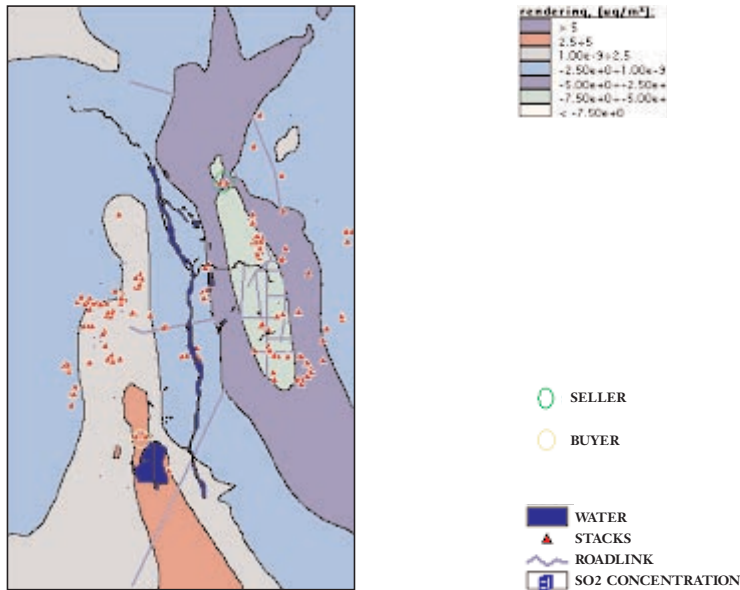 rendering, [ug/m³]:
> 5
2.5÷5
1.00e-9÷2.5
-2.50e+0÷1.00e-9
-5.00e+0÷-2.50e+
-7.50e+0÷-5.00e+
< -7.50e+0
SELLER
BUYER
WATER
STACKS
ROADLINK
SO2 CONCENTRATION